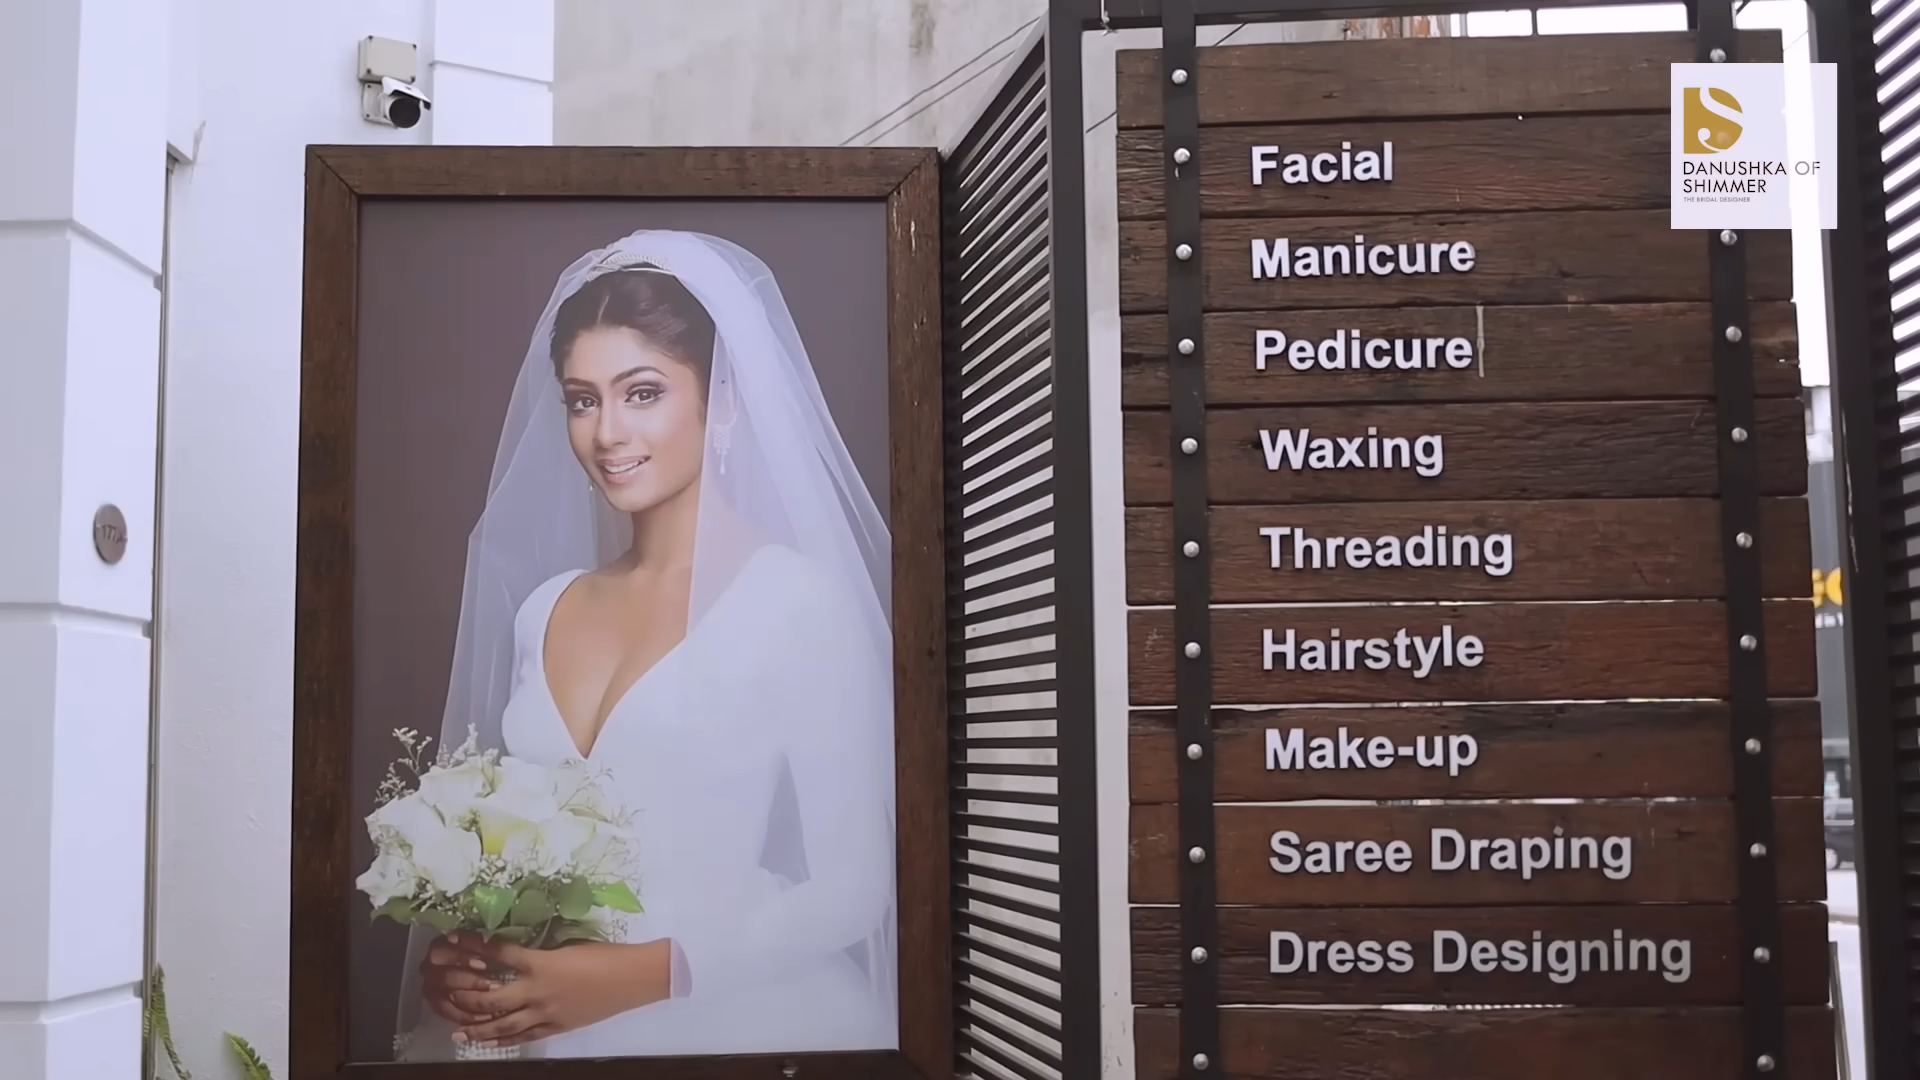 DANUSHKA OF
SHIMMER
THE BRIDAL DESIGNER
Facial
Manicure
Pedicure
Waxing
Threading
Hairstyle
Make-up
Saree Draping
Dress Designing